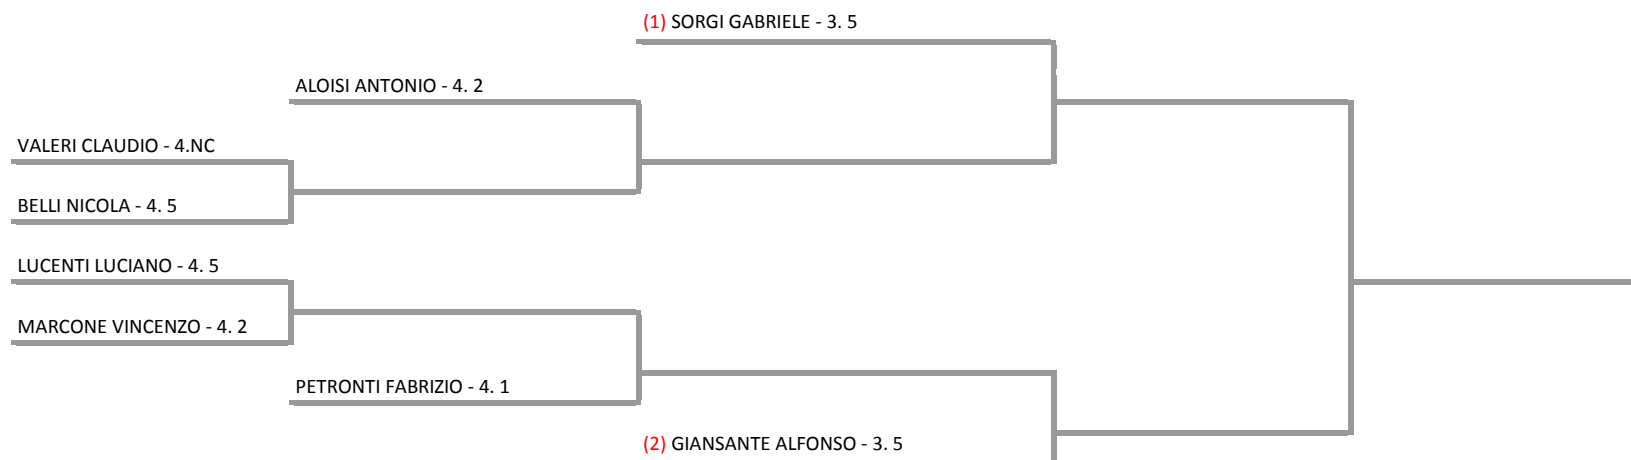 (1) SORGI GABRIELE - 3. 5
ALOISI ANTONIO - 4. 2
VALERI CLAUDIO - 4.NC
BELLI NICOLA - 4. 5
LUCENTI LUCIANO - 4. 5
MARCONE VINCENZO - 4. 2
PETRONTI FABRIZIO - 4. 1
(2) GIANSANTE ALFONSO - 3. 5